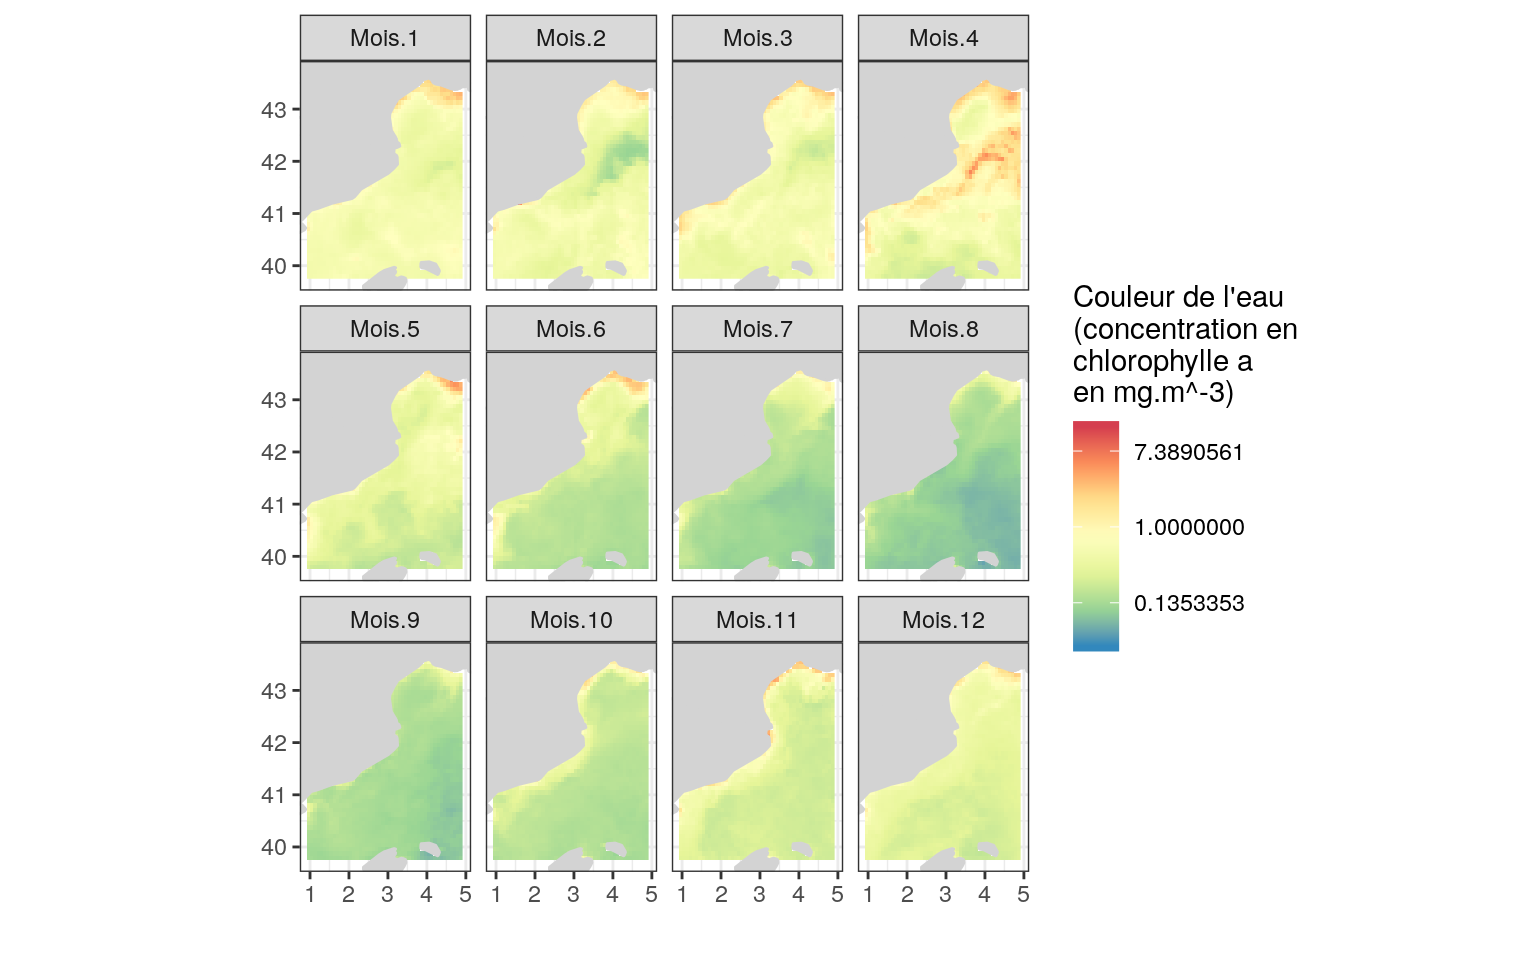 Mois.1 Mois.2 Mois.3 Mois.4
43
42
41
40
Couleur de l'eau
(concentration en
chlorophylle a
en mg.m^-3)
7.3890561
1.0000000
0.1353353
Mois.5 Mois.6 Mois.7 Mois.8
43
42
41
40
Mois.9 Mois.10 Mois.11 Mois.12
43
42
41
40
1 2 3 4 5 1 2 3 4 5 1 2 3 4 5 1 2 3 4 5